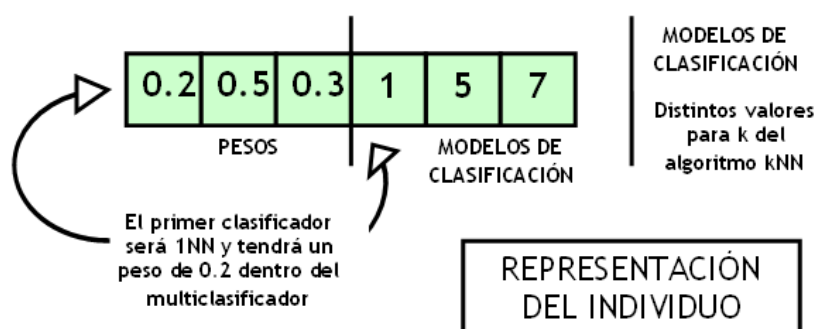 0.2 0.5 0.3 1 5 7
PESOS
MODELOS DE
CLASIFICACIÓN
MODELOS DE
CLASIFICACIÓN
Distintos valores
para k del
algoritmo kNN
El primer clasificador
será 1NN y tendrá un
peso de 0.2 dentro del
multiclasificador
REPRESENTACIÓN
DEL INDIVIDUO